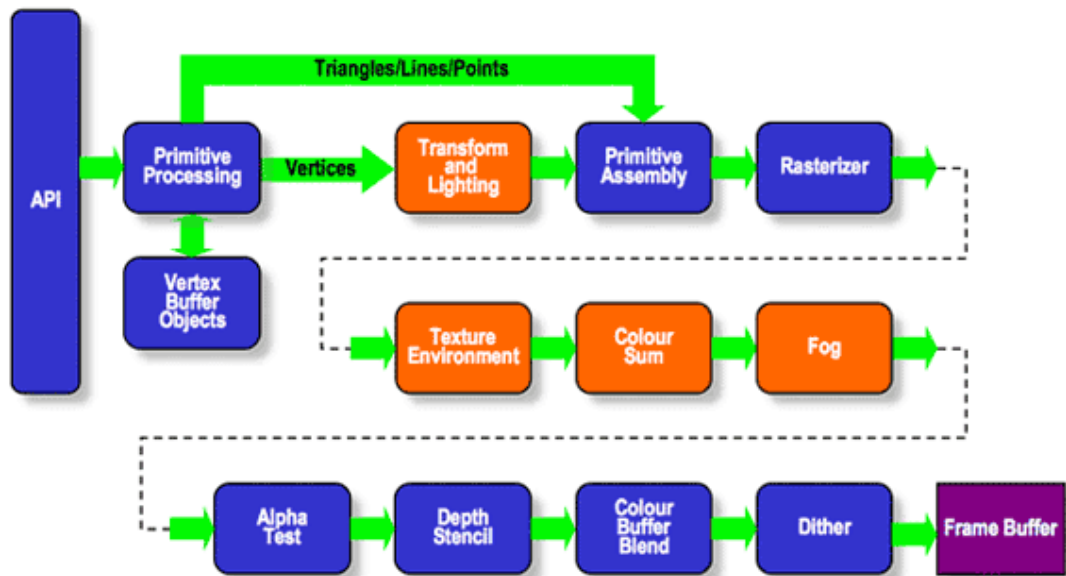 Triangles/Lines/Points
API
Primitive
Processing
Vertices
Transform
and
Lighting
Primitive
Assembly
Rasterizer
Vertex
Buffer
Objects
Texture
Environment
Colour
Sum
Fog
Alpha
Test
Depth
Stencil
Colour
Buffer
Blend
Dither
Frame Buffer